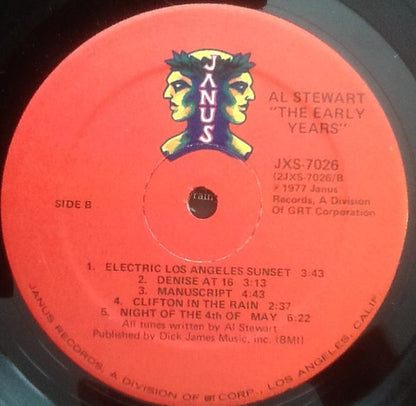 JANUS
AL STEWART
"THE EARLY
YEARS"
JXS-7026
(2JXS-7026/B
℗ 1977 Janus
Records, A Division
Of GRT Corporation
rain,
SIDE B
1. ELECTRIC LOS ANGELES SUNSET 3:43
2. DENISE AT 16 3:13
3. MANUSCRIPT 4:43
4. CLIFTON IN THE RAIN 2:37
5. NIGHT OF THE 4th OF MAY 6:22
All tunes written by Al Stewart
Published by Dick James Music, inc. (BMI)
JANUS RECORDS, A DIVISION OF GRT CORP. • LOS ANGELES, CALIF.